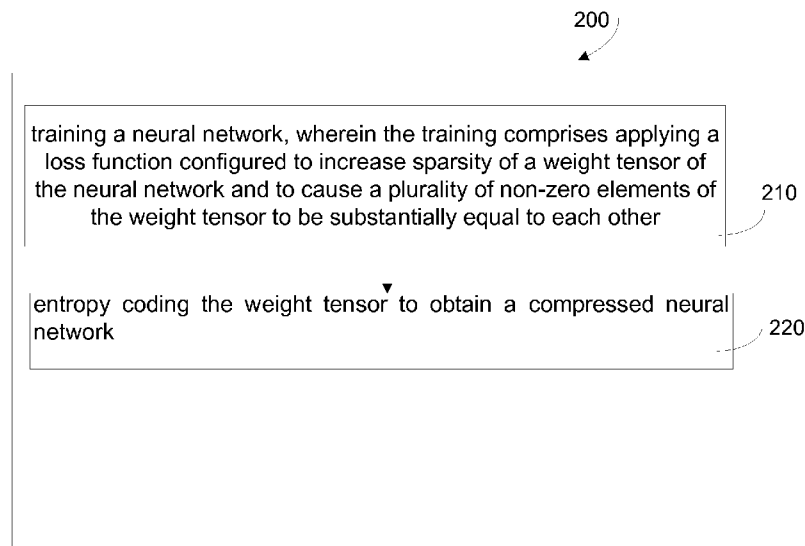 200
training a neural network, wherein the training comprises applying a
loss function configured to increase sparsity of a weight tensor of
the neural network and to cause a plurality of non-zero elements of
the weight tensor to be substantially equal to each other
210
entropy coding the weight tensor to obtain a compressed neural
network
220